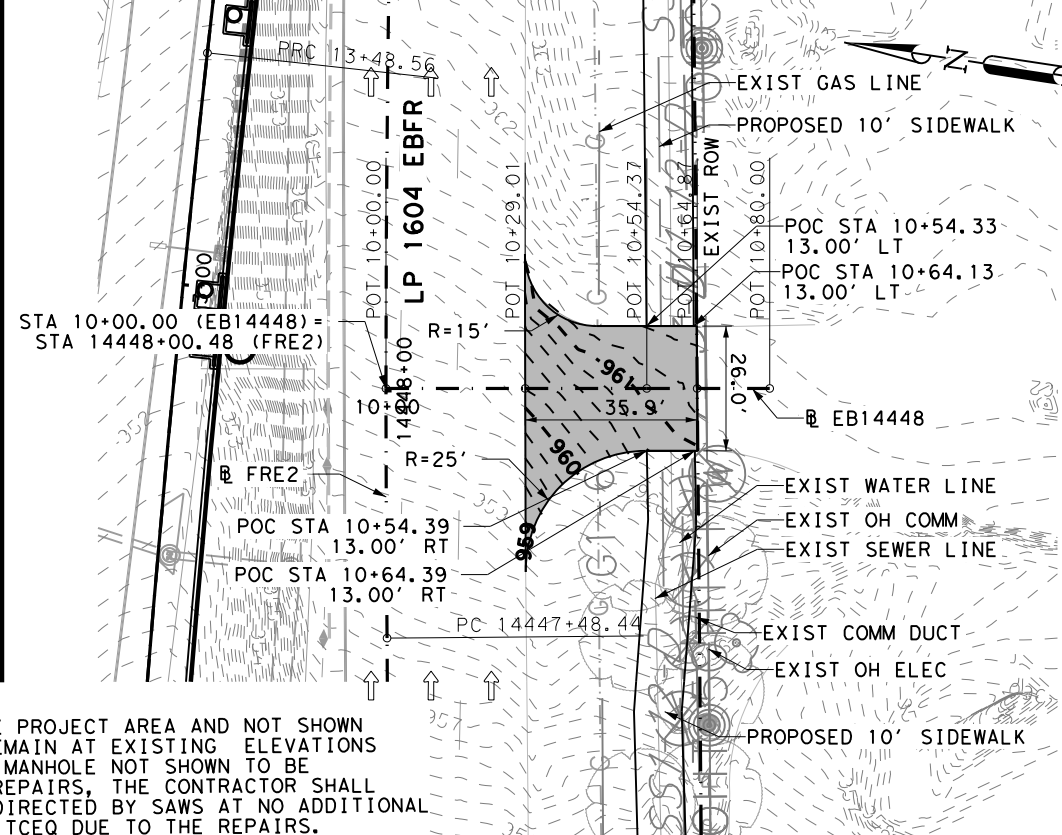 PRC 13+48.56
EXIST GAS LINE
PROPOSED 10' SIDEWALK
N
LP 1604 EBFR
EXIST ROW
POT 10+00.00
POT 10+29.01
POT 10+54.37
POT 10+64.87
POT 10+80.00
POC STA 10+54.33
13.00' LT
POC STA 10+64.13
13.00' LT
STA 10+00.00 (EB14448)=
STA 14448+00.48 (FRE2)
R=15'
961
26.0'
35.9'
10+00
14448+00
EB14448
R=25'
960
FRE2
959
POC STA 10+54.39
13.00' RT
POC STA 10+64.39
13.00' RT
EXIST WATER LINE
EXIST OH COMM
EXIST SEWER LINE
PC 14447+48.44
EXIST COMM DUCT
EXIST OH ELEC
PROPOSED 10' SIDEWALK
952
957
G
G
G
W
PROJECT AREA AND NOT SHOWN
EMAIN AT EXISTING ELEVATIONS
MANHOLE NOT SHOWN TO BE
REPAIRS, THE CONTRACTOR SHALL
DIRECTED BY SAWS AT NO ADDITIONAL
TCEQ DUE TO THE REPAIRS.